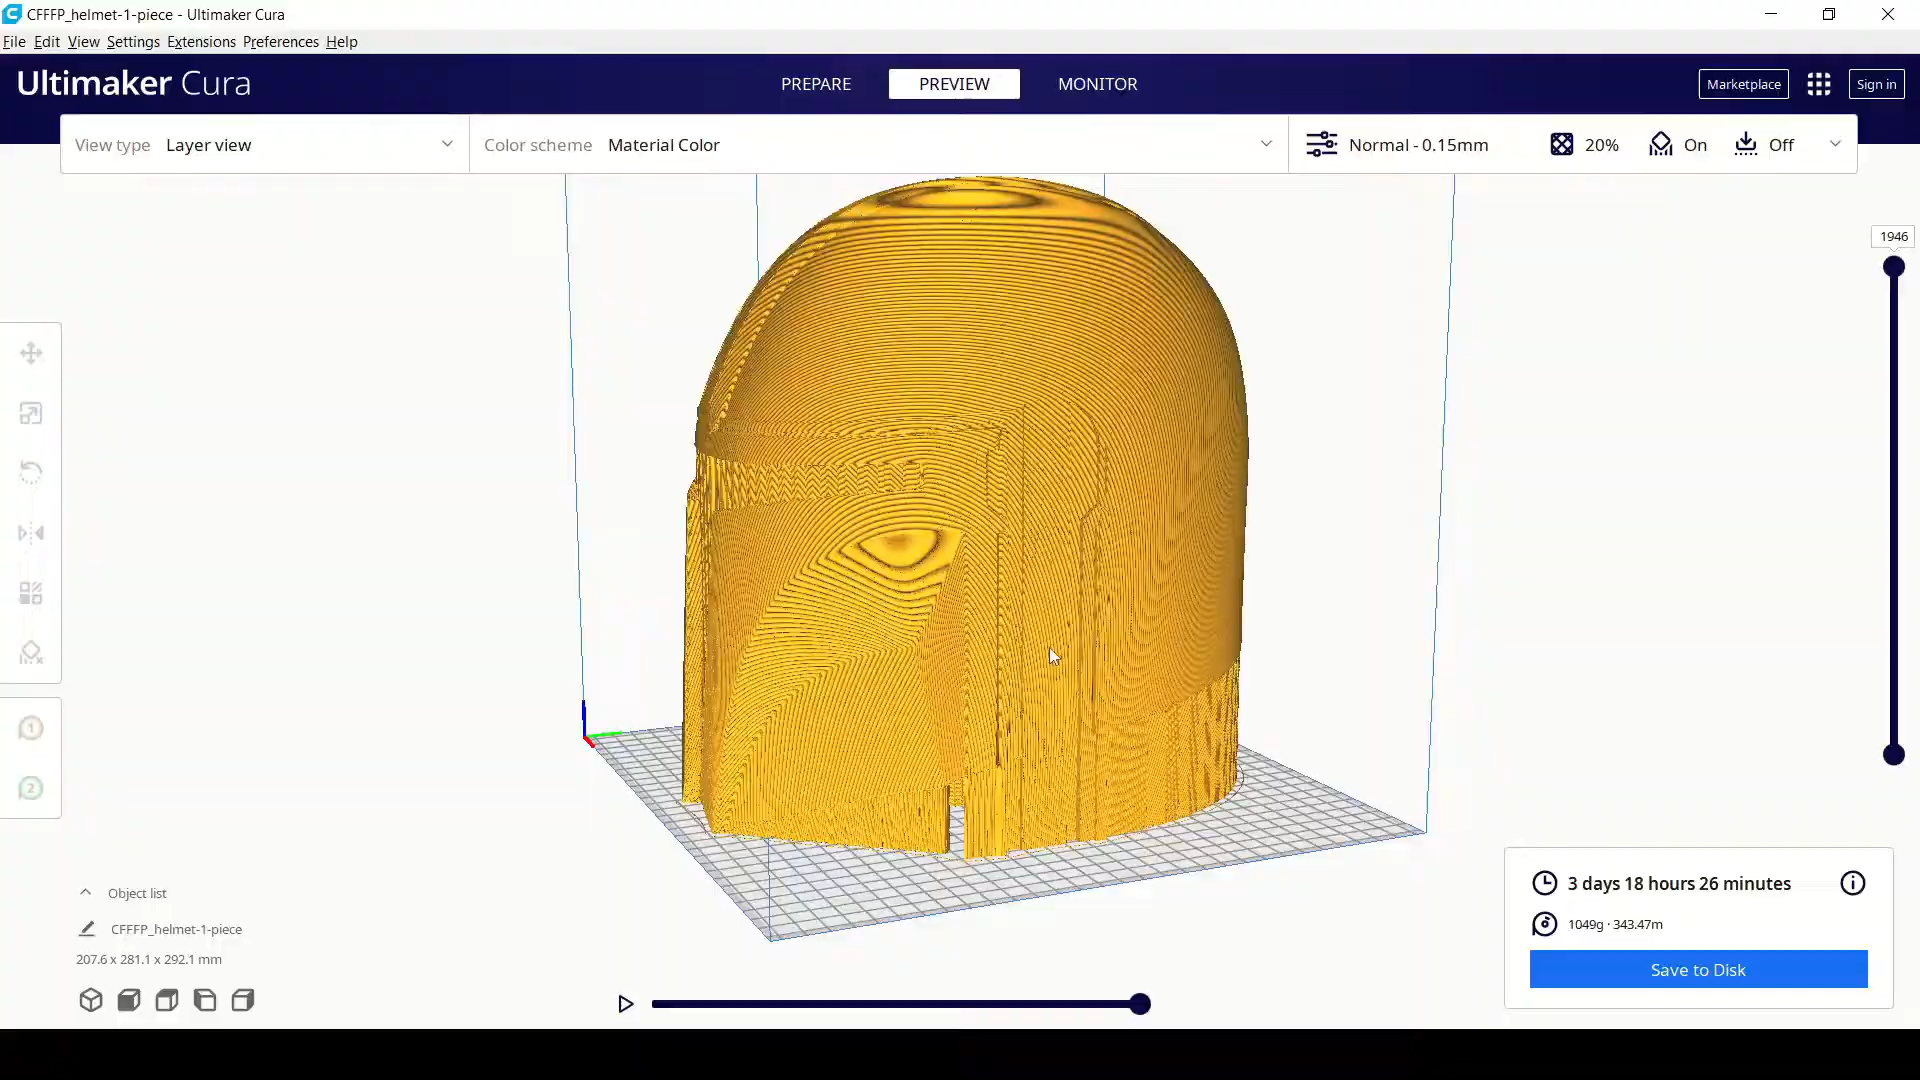 CFFFP_helmet-1-piece - Ultimaker Cura
File Edit View Settings Extensions Preferences Help
Ultimaker Cura
PREPARE
PREVIEW
MONITOR
Marketplace
Sign in
View type Layer view
Color scheme Material Color
Normal - 0.15mm
20%
On
Off
1946
1
2
Object list
CFFFP_helmet-1-piece
207.6 x 281.1 x 292.1 mm
3 days 18 hours 26 minutes
1049g · 343.47m
Save to Disk